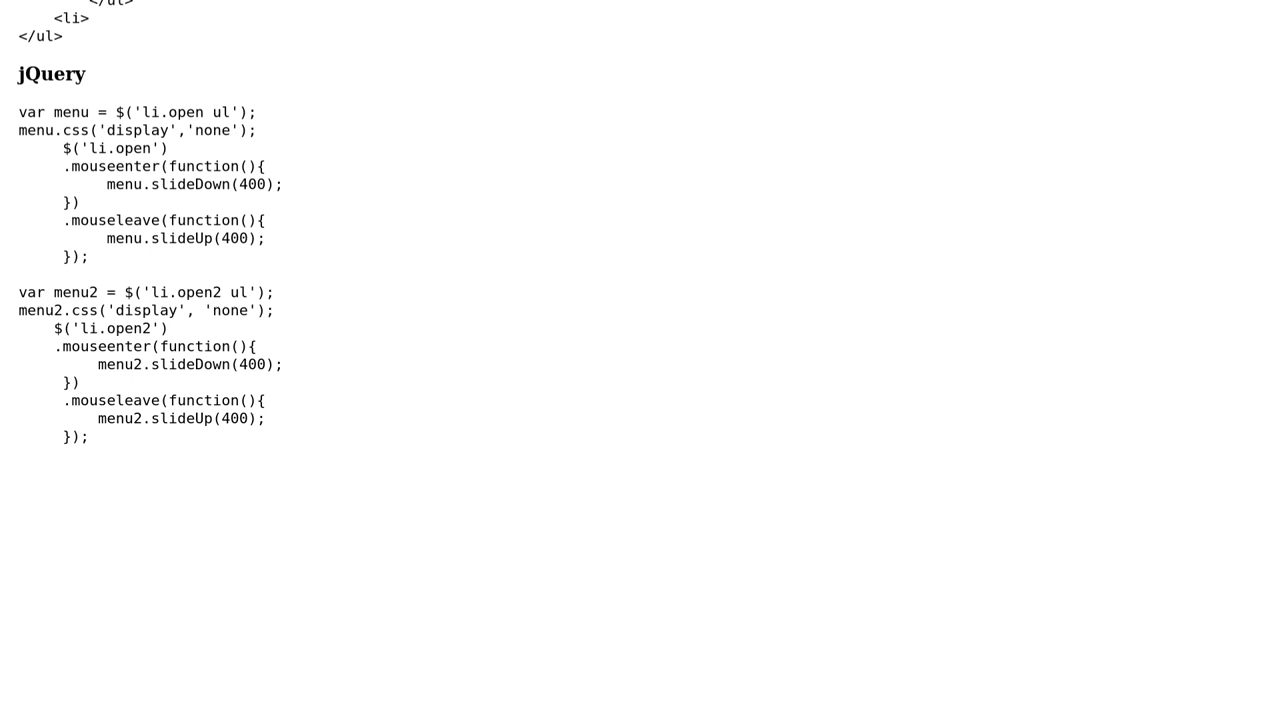 </ul>
<li>
</ul>
jQuery
var menu = $('li.open ul');
menu.css('display','none');
$('li.open')
.mouseenter(function(){
menu.slideDown(400);
})
.mouseleave(function(){
menu.slideUp(400);
});
var menu2 = $('li.open2 ul');
menu2.css('display', 'none');
$('li.open2')
.mouseenter(function(){
menu2.slideDown(400);
})
.mouseleave(function(){
menu2.slideUp(400);
});